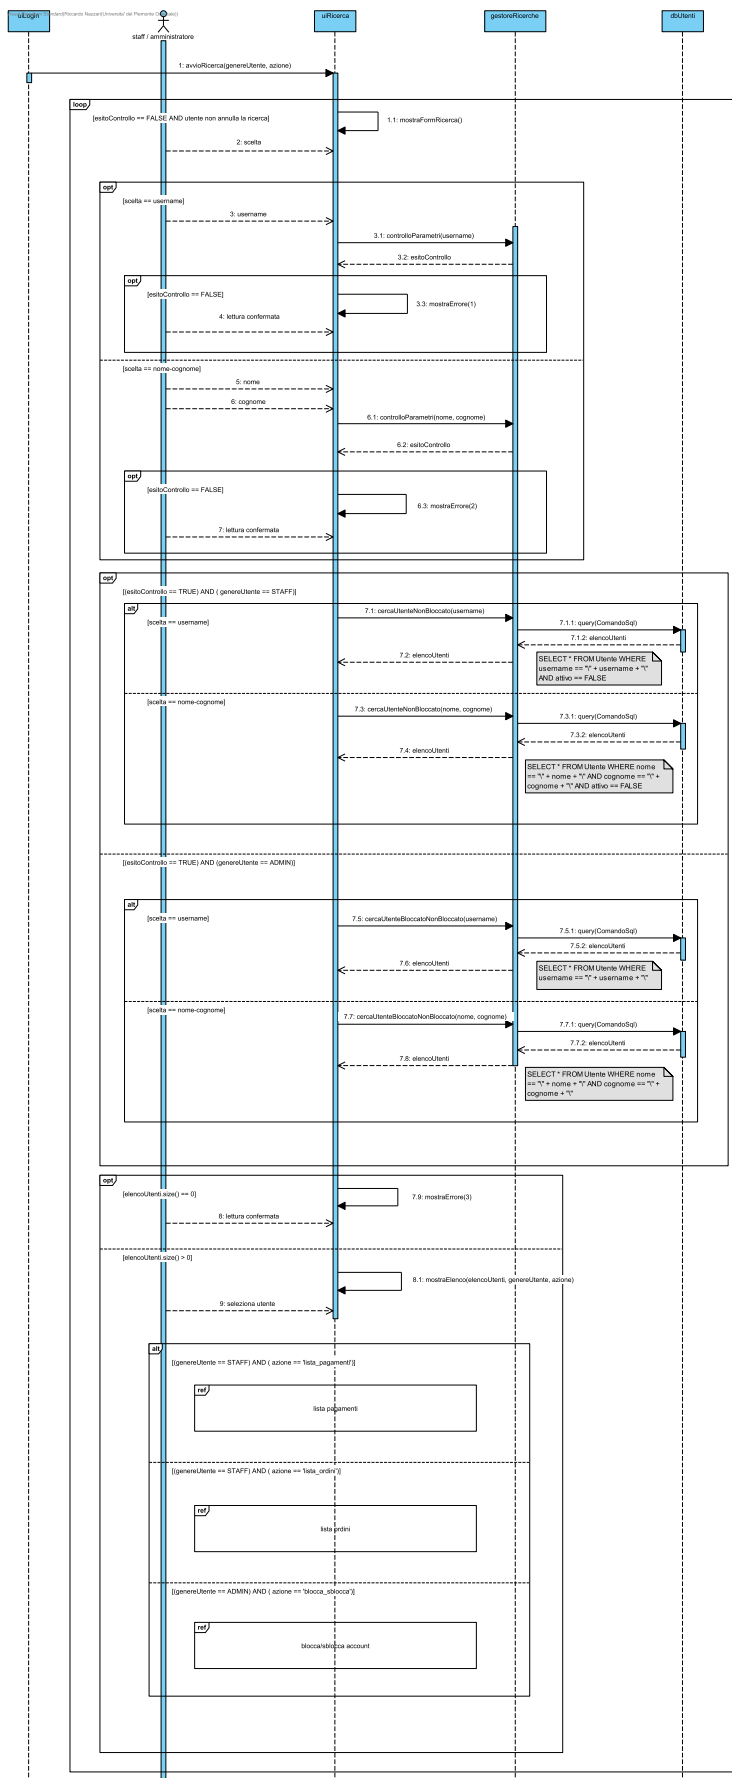 uiLogin
staff / amministratore
uiRicerca
gestoreRicerche
dbUtenti
1: avvioRicerca(genereUtente, azione)
loop
[esitoControllo == FALSE AND utente non annulla la ricerca]
1.1: mostraFormRicerca()
2: scelta
opt
[scelta == username]
3: username
3.1: controlloParametri(username)
3.2: esitoControllo
opt
[esitoControllo == FALSE]
3.3: mostraErrore(1)
4: lettura confermata
[scelta == nome-cognome]
5: nome
6: cognome
6.1: controlloParametri(nome, cognome)
6.2: esitoControllo
opt
[esitoControllo == FALSE]
6.3: mostraErrore(2)
7: lettura confermata
opt
[(esitoControllo == TRUE) AND ( genereUtente == STAFF)]
alt
7.1: cercaUtenteNonBloccato(username)
[scelta == username]
7.1.1: query(ComandoSql)
7.1.2: elencoUtenti
7.2: elencoUtenti
SELECT * FROM Utente WHERE
username == "\" + username + "\"
AND attivo == FALSE
[scelta == nome-cognome]
7.3: cercaUtenteNonBloccato(nome, cognome)
7.3.1: query(ComandoSql)
7.3.2: elencoUtenti
7.4: elencoUtenti
SELECT * FROM Utente WHERE nome
== "\" + nome + "\" AND cognome == "\" +
cognome + "\" AND attivo == FALSE
[(esitoControllo == TRUE) AND (genereUtente == ADMIN)]
alt
[scelta == username]
7.5: cercaUtenteBloccatoNonBloccato(username)
7.5.1: query(ComandoSql)
7.5.2: elencoUtenti
7.6: elencoUtenti
SELECT * FROM Utente WHERE
username == "\" + username + "\"
[scelta == nome-cognome]
7.7: cercaUtenteBloccatoNonBloccato(nome, cognome)
7.7.1: query(ComandoSql)
7.7.2: elencoUtenti
7.8: elencoUtenti
SELECT * FROM Utente WHERE nome
== "\" + nome + "\" AND cognome == "\" +
cognome + "\"
opt
[elencoUtenti.size() == 0]
7.9: mostraErrore(3)
8: lettura confermata
[elencoUtenti.size() > 0]
8.1: mostraElenco(elencoUtenti, genereUtente, azione)
9: seleziona utente
alt
[(genereUtente == STAFF) AND ( azione == 'lista_pagamenti')]
ref
lista pagamenti
[(genereUtente == STAFF) AND ( azione == 'lista_ordini')]
ref
lista ordini
[(genereUtente == ADMIN) AND ( azione == 'blocca_sblocca')]
ref
blocca/sblocca account